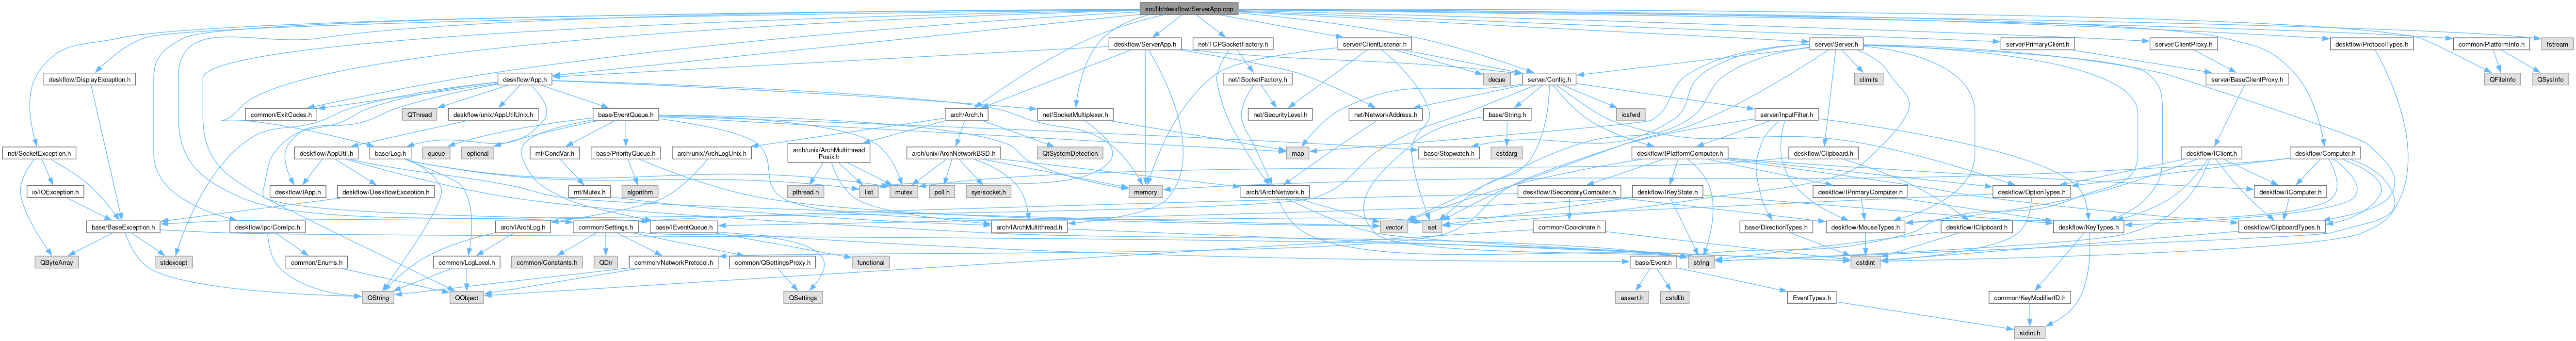 src/lib/deskflow/ServerApp.cpp
deskflow/ServerApp.h
net/TCPSocketFactory.h
server/ClientListener.h
server/Server.h
server/PrimaryClient.h
server/ClientProxy.h
deskflow/ProtocolTypes.h
common/PlatformInfo.h
fstream
deskflow/DisplayException.h
deskflow/App.h
net/ISocketFactory.h
deque
server/Config.h
climits
server/BaseClientProxy.h
QFileInfo
QSysInfo
common/ExitCodes.h
QThread
deskflow/unix/AppUtilUnix.h
base/EventQueue.h
net/SocketMultiplexer.h
arch/Arch.h
net/SecurityLevel.h
net/NetworkAddress.h
base/String.h
iosfwd
server/InputFilter.h
net/SocketException.h
deskflow/AppUtil.h
base/Log.h
queue
optional
mt/CondVar.h
base/PriorityQueue.h
arch/unix/ArchLogUnix.h
arch/unix/ArchMultithread
Posix.h
arch/unix/ArchNetworkBSD.h
QtSystemDetection
map
base/Stopwatch.h
cstdarg
deskflow/IPlatformComputer.h
deskflow/Clipboard.h
deskflow/IClient.h
deskflow/Computer.h
io/IOException.h
deskflow/IApp.h
deskflow/DeskflowException.h
mt/Mutex.h
algorithm
pthread.h
list
mutex
poll.h
sys/socket.h
memory
arch/IArchNetwork.h
deskflow/ISecondaryComputer.h
deskflow/IKeyState.h
deskflow/IPrimaryComputer.h
deskflow/OptionTypes.h
deskflow/IComputer.h
base/BaseException.h
deskflow/ipc/CoreIpc.h
arch/IArchLog.h
common/Settings.h
base/IEventQueue.h
arch/IArchMultithread.h
vector
set
common/Coordinate.h
base/DirectionTypes.h
deskflow/MouseTypes.h
deskflow/IClipboard.h
deskflow/KeyTypes.h
deskflow/ClipboardTypes.h
QByteArray
stdexcept
common/Enums.h
common/LogLevel.h
common/Constants.h
QDir
common/NetworkProtocol.h
common/QSettingsProxy.h
functional
string
base/Event.h
cstdint
QString
QObject
QSettings
assert.h
cstdlib
EventTypes.h
common/KeyModifierID.h
stdint.h